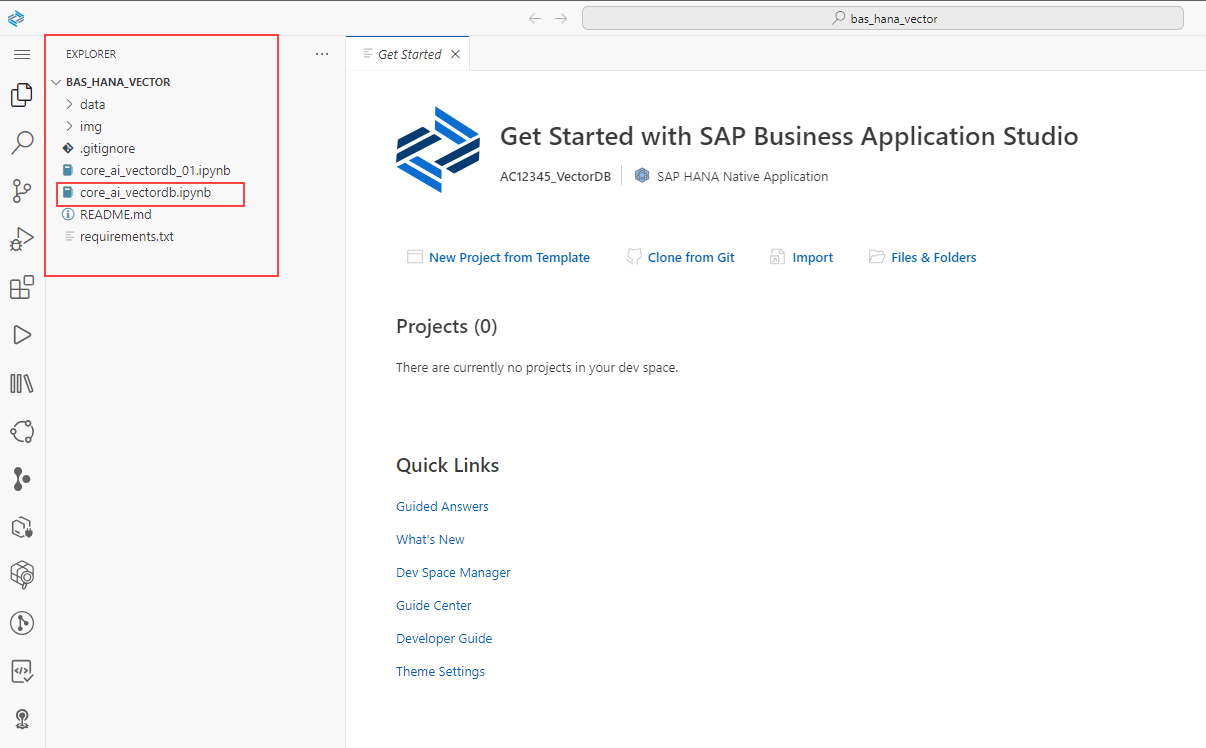 bas_hana_vector
EXPLORER
BAS_HANA_VECTOR
data
img
.gitignore
core_ai_vectordb_01.ipynb
core_ai_vectordb.ipynb
README.md
requirements.txt
Get Started
Get Started with SAP Business Application Studio
AC12345_VectorDB SAP HANA Native Application
New Project from Template Clone from Git Import Files & Folders
Projects (0)
There are currently no projects in your dev space.
Quick Links
Guided Answers
What's New
Dev Space Manager
Guide Center
Developer Guide
Theme Settings